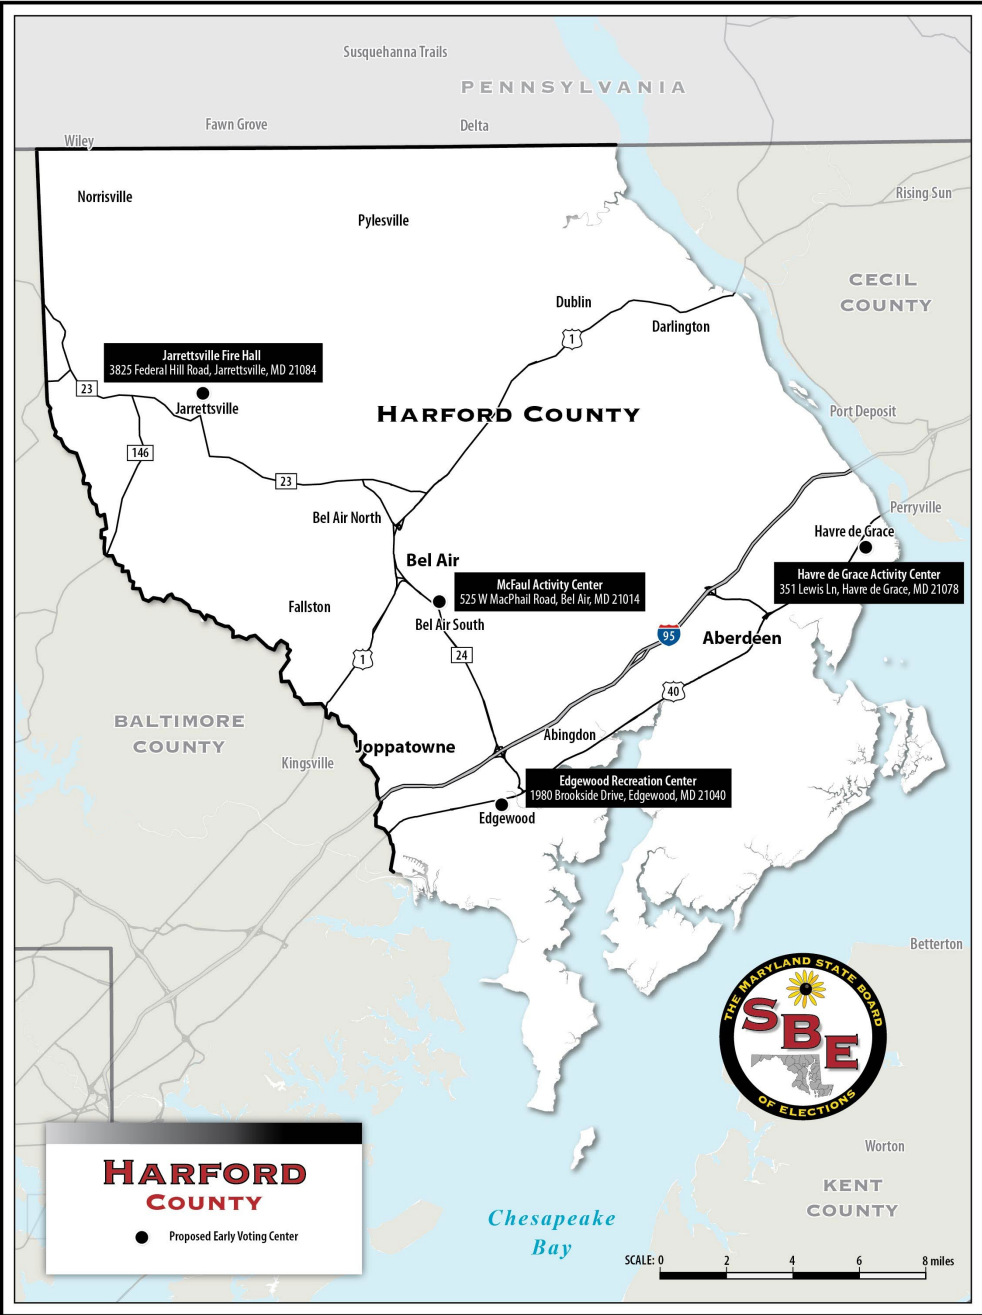 Susquehanna Trails
PENNSYLVANIA
Fawn Grove
Delta
Wiley
Norrisville
Rising Sun
Pylesville
CECIL
COUNTY
Dublin
Darlington
1
Jarrettsville Fire Hall
3825 Federal Hill Road, Jarrettsville, MD 21084
23
Jarrettsville
HARFORD COUNTY
Port Deposit
146
23
Perryville
Bel Air North
Havre de Grace
Bel Air
Havre de Grace Activity Center
351 Lewis Ln, Havre de Grace, MD 21078
McFaul Activity Center
525 W MacPhail Road, Bel Air, MD 21014
Fallston
Bel Air South
95
Aberdeen
1
24
40
BALTIMORE
COUNTY
Abingdon
Joppatowne
Kingsville
Edgewood Recreation Center
1980 Brookside Drive, Edgewood, MD 21040
Edgewood
Betterton
THE MARYLAND STATE BOARD
SBE
OF ELECTIONS
Worton
HARFORD
COUNTY
KENT
COUNTY
Proposed Early Voting Center
Chesapeake
Bay
SCALE: 0 2 4 6 8 miles